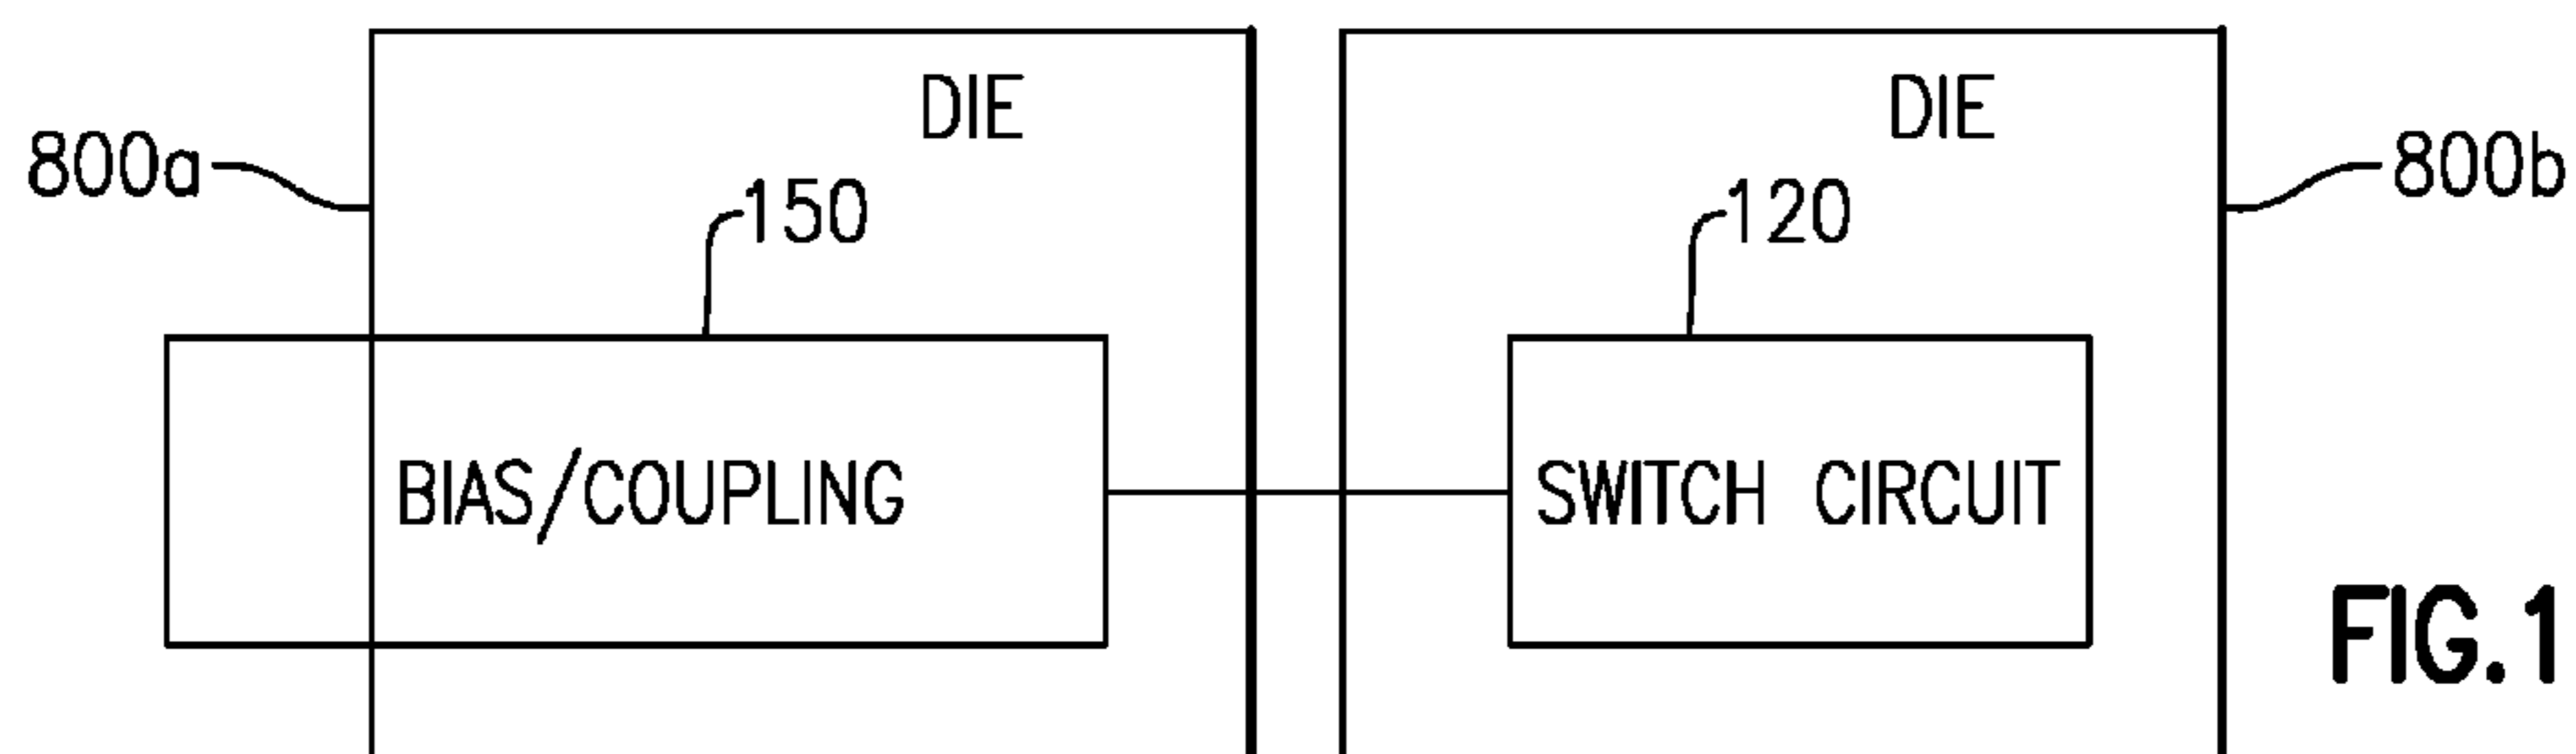 DIE
DIE
800a
800b
150
120
BIAS/COUPLING
SWITCH CIRCUIT
FIG.1